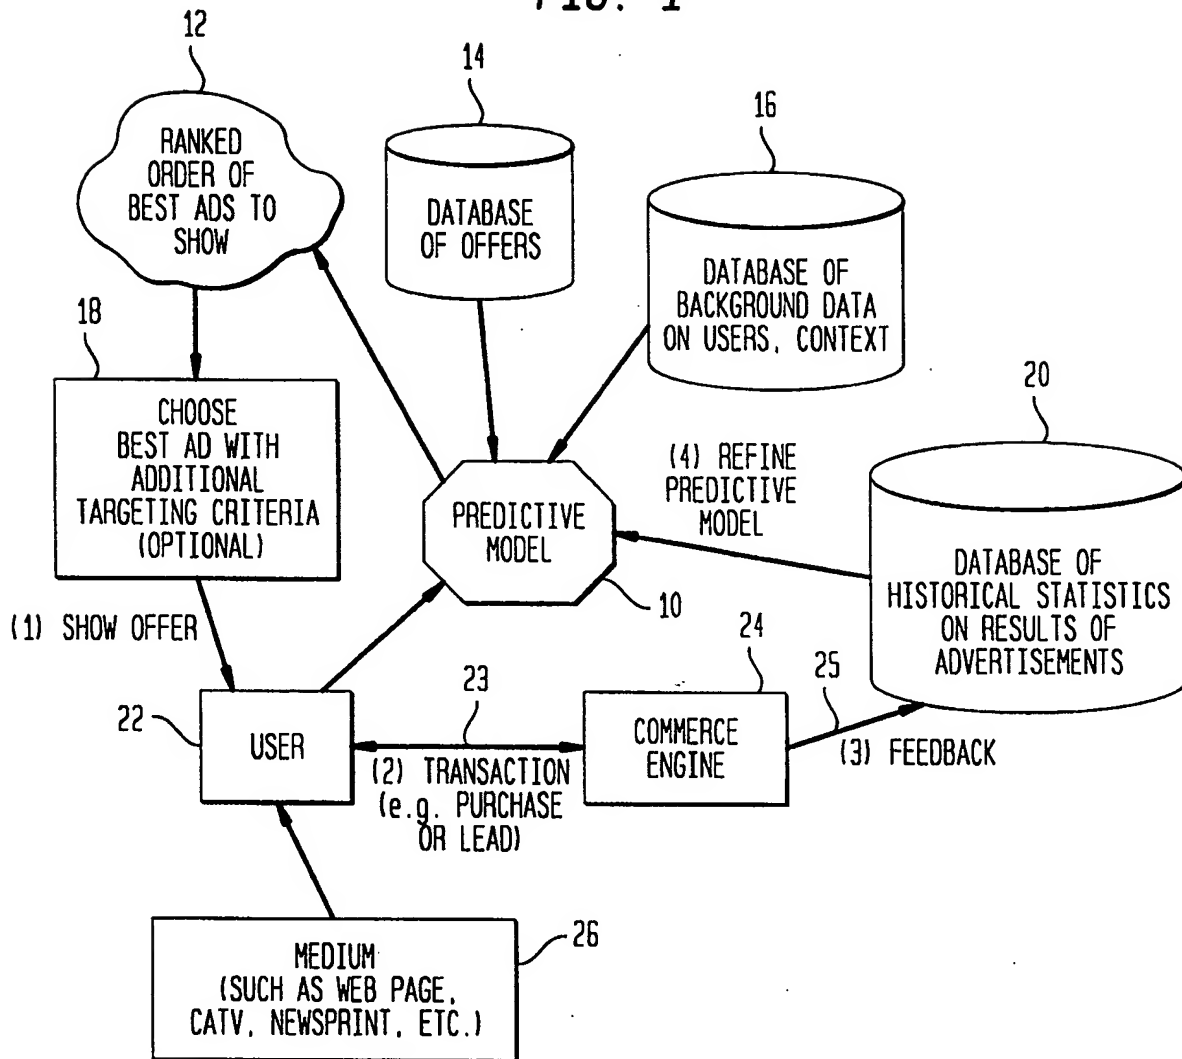 FIG. 1
12
RANKED
ORDER OF
BEST ADS TO
SHOW
14
DATABASE
OF OFFERS
16
DATABASE OF
BACKGROUND DATA
ON USERS, CONTEXT
18
CHOOSE
BEST AD WITH
ADDITIONAL
TARGETING CRITERIA
(OPTIONAL)
PREDICTIVE
MODEL
10
(4) REFINE
PREDICTIVE
MODEL
20
DATABASE OF
HISTORICAL STATISTICS
ON RESULTS OF
ADVERTISEMENTS
(1) SHOW OFFER
22
USER
23
(2) TRANSACTION
(e.g. PURCHASE
OR LEAD)
24
COMMERCE
ENGINE
25
(3) FEEDBACK
26
MEDIUM
(SUCH AS WEB PAGE,
CATV, NEWSPRINT, ETC.)